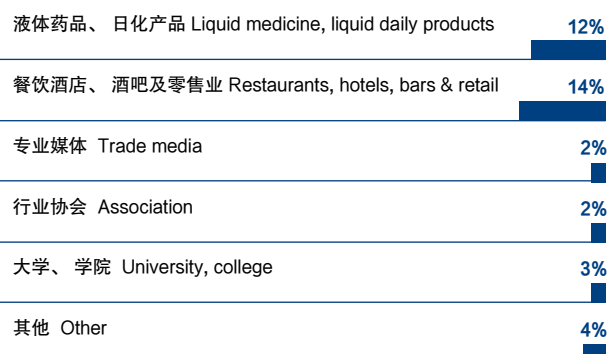 液体药品、 日化产品 Liquid medicine, liquid daily products 12%
餐饮酒店、 酒吧及零售业 Restaurants, hotels, bars & retail 14%
专业媒体 Trade media 2%
行业协会 Association 2%
大学、 学院 University, college 3%
其他 Other 4%